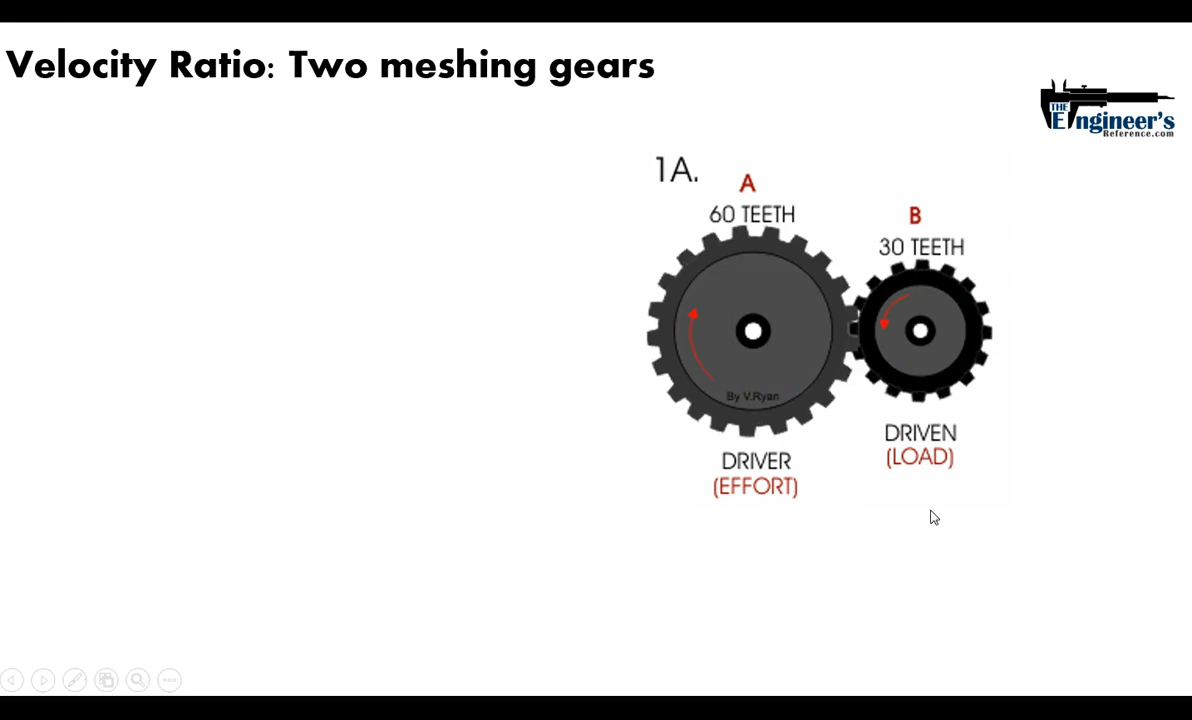 Velocity Ratio: Two meshing gears
THE
Engineer's
Reference.com
1A.
A
60 TEETH
B
30 TEETH
By V.Ryan
DRIVER
(EFFORT)
DRIVEN
(LOAD)